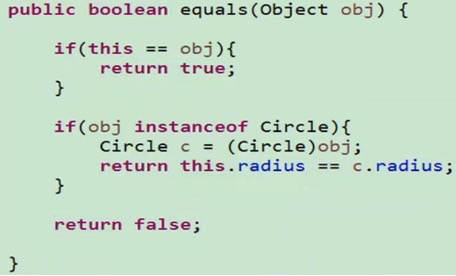 public boolean equals(Object obj) {
if(this == obj){
return true;
}
if(obj instanceof Circle){
Circle c = (Circle)obj;
return this.radius == c.radius;
}
return false;
}